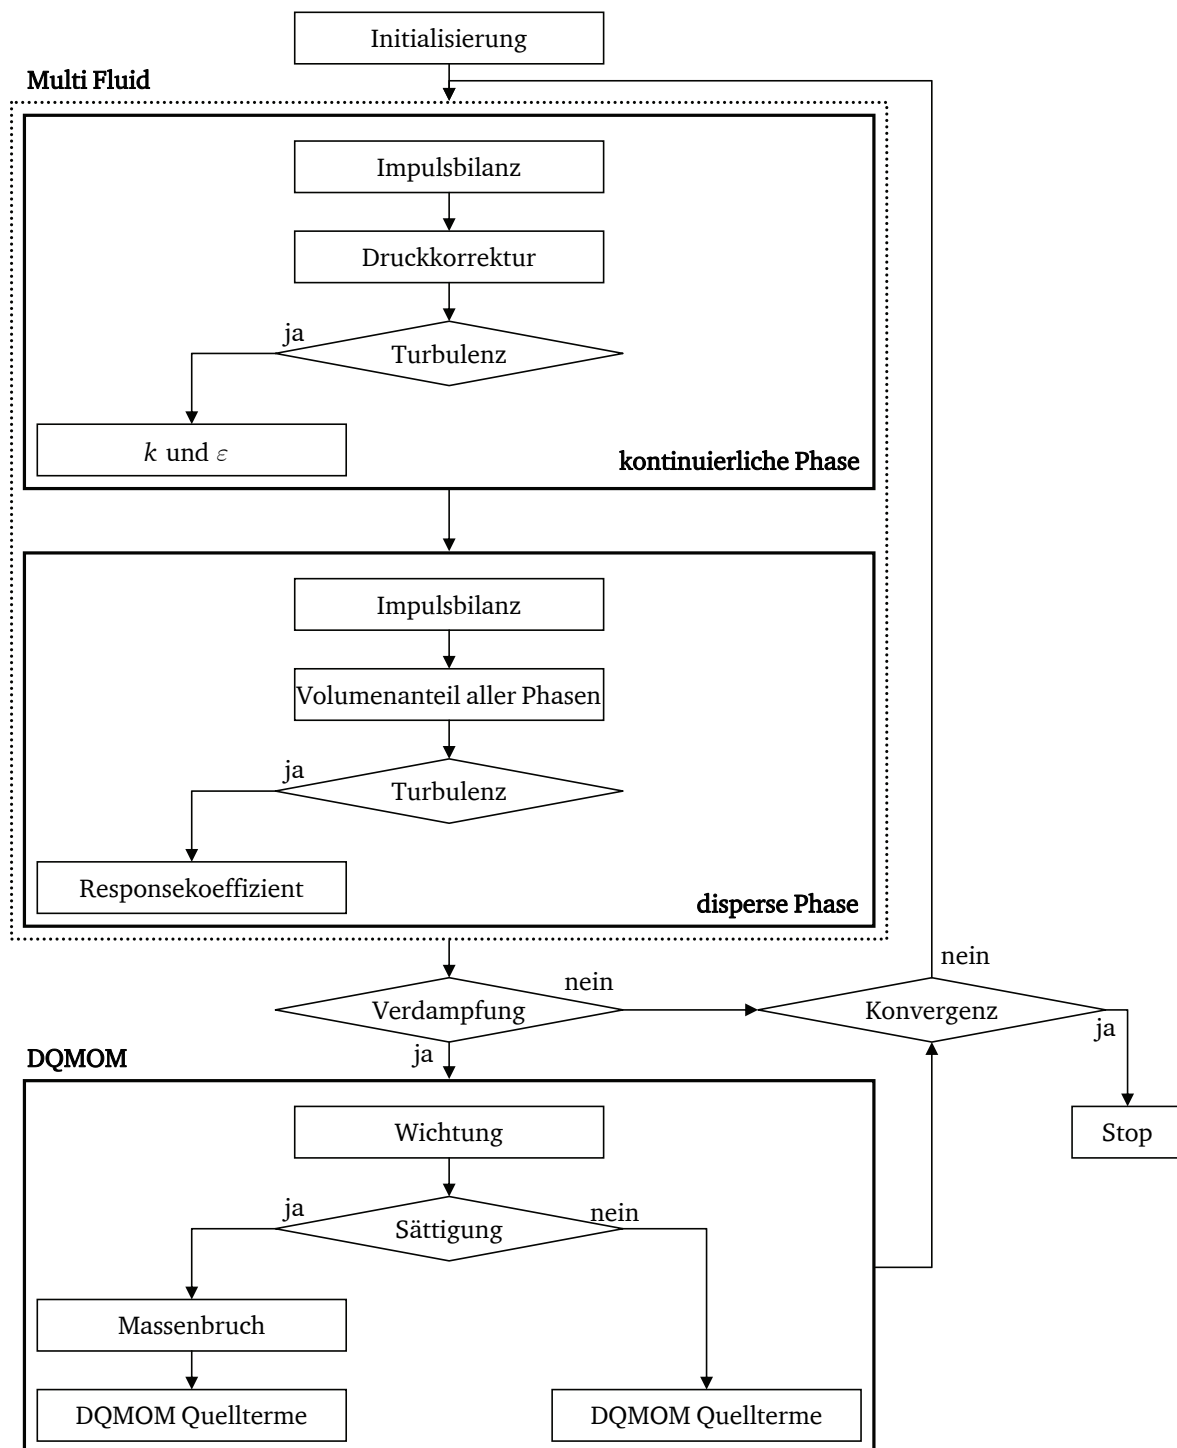 Initialisierung
Multi Fluid
Impulsbilanz
Druckkorrektur
ja
Turbulenz
k und ε
kontinuierliche Phase
Impulsbilanz
Volumenanteil aller Phasen
ja
Turbulenz
Responsekoeffizient
disperse Phase
nein
nein
Verdampfung
Konvergenz
ja
ja
DQMOM
Wichtung
Stop
ja
nein
Sättigung
Massenbruch
DQMOM Quellterme
DQMOM Quellterme